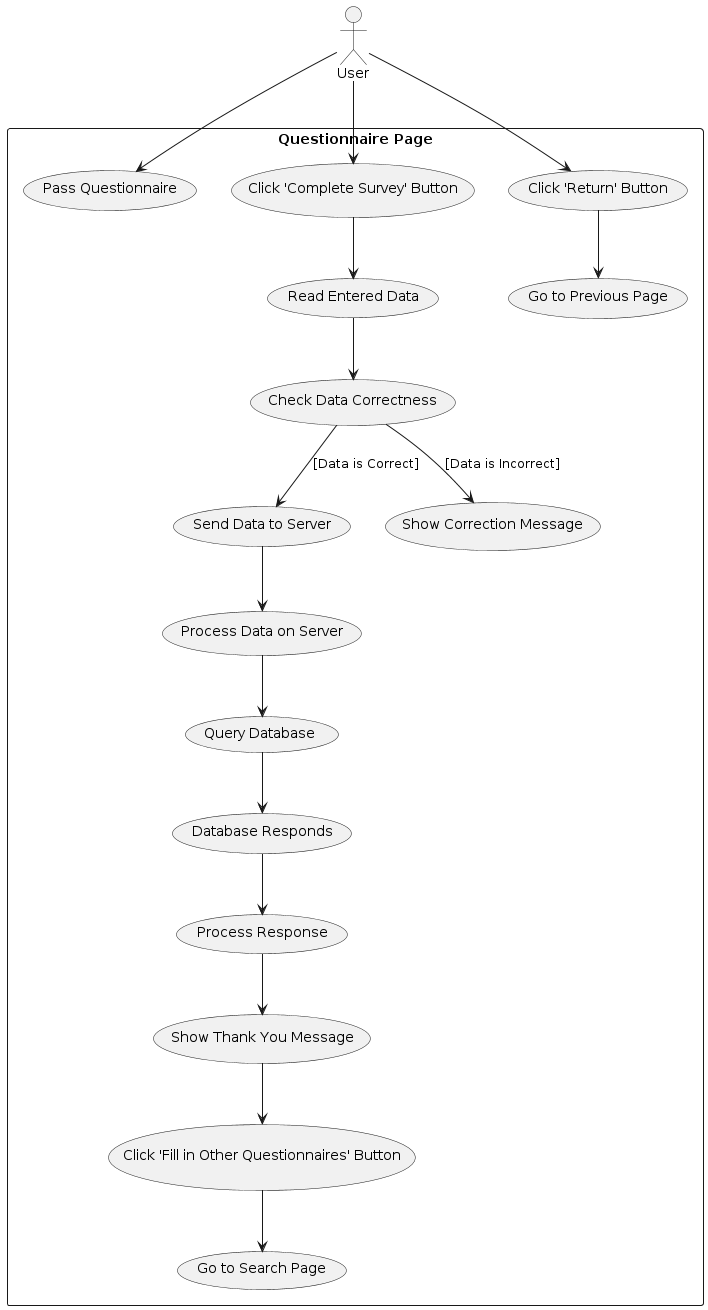 User
Questionnaire Page
Pass Questionnaire
Click 'Complete Survey' Button
Click 'Return' Button
Read Entered Data
Go to Previous Page
Check Data Correctness
[Data is Correct]
[Data is Incorrect]
Send Data to Server
Show Correction Message
Process Data on Server
Query Database
Database Responds
Process Response
Show Thank You Message
Click 'Fill in Other Questionnaires' Button
Go to Search Page